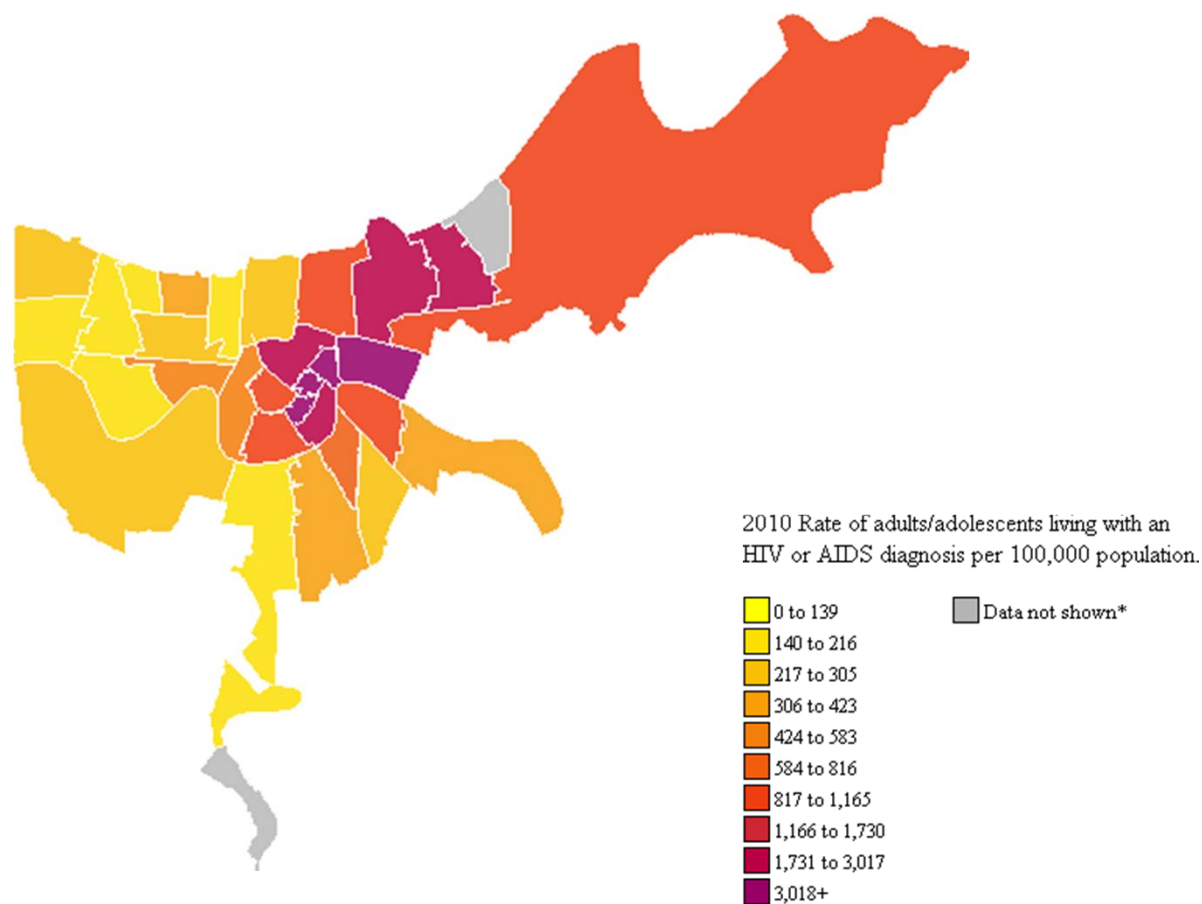 2010 Rate of adults/adolescents living with an
HIV or AIDS diagnosis per 100,000 population.
0 to 139
140 to 216
217 to 305
306 to 423
424 to 583
584 to 816
817 to 1,165
1,166 to 1,730
1,731 to 3,017
3,018+
Data not shown*